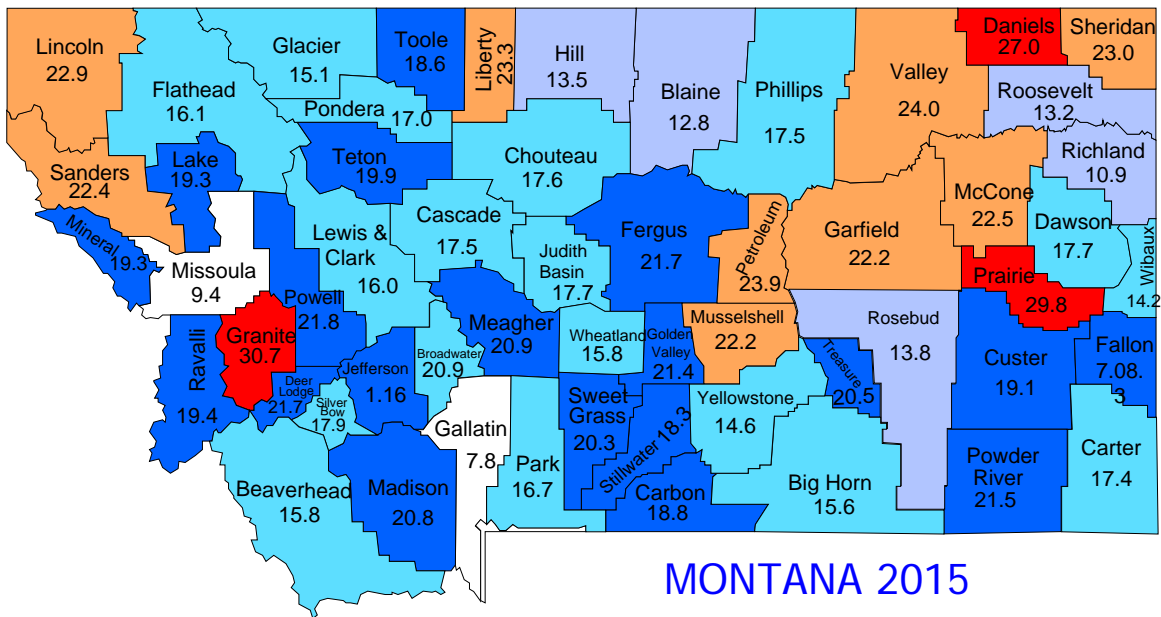 Lincoln
22.9
Flathead
16.1
Glacier
15.1
Toole
18.6
Liberty
23.3
Hill
13.5
Blaine
12.8
Phillips
17.5
Valley
24.0
Daniels
27.0
Sheridan
23.0
Roosevelt
13.2
Pondera
17.0
Teton
19.9
Chouteau
17.6
Richland
10.9
Sanders
22.4
Lake
19.3
Mineral
19.3
Missoula
9.4
Lewis &
Clark
16.0
Cascade
17.5
Judith
Basin
17.7
Fergus
21.7
Petroleum
23.9
Garfield
22.2
McCone
22.5
Dawson
17.7
Wibaux
14.2
Prairie
29.8
Powell
21.8
Granite
30.7
Ravalli
19.4
Deer
Lodge
21.7
Silver
Bow
17.9
Jefferson
1.16
Broadwater
20.9
Meagher
20.9
Wheatland
15.8
Golden
Valley
21.4
Musselshell
22.2
Rosebud
13.8
Treasure
20.5
Custer
19.1
Fallon
7.08.
3
Gallatin
7.8
Park
16.7
Sweet
Grass
20.3
Stillwater 18.3
Yellowstone
14.6
Beaverhead
15.8
Madison
20.8
Carbon
18.8
Big Horn
15.6
Powder
River
21.5
Carter
17.4
MONTANA 2015